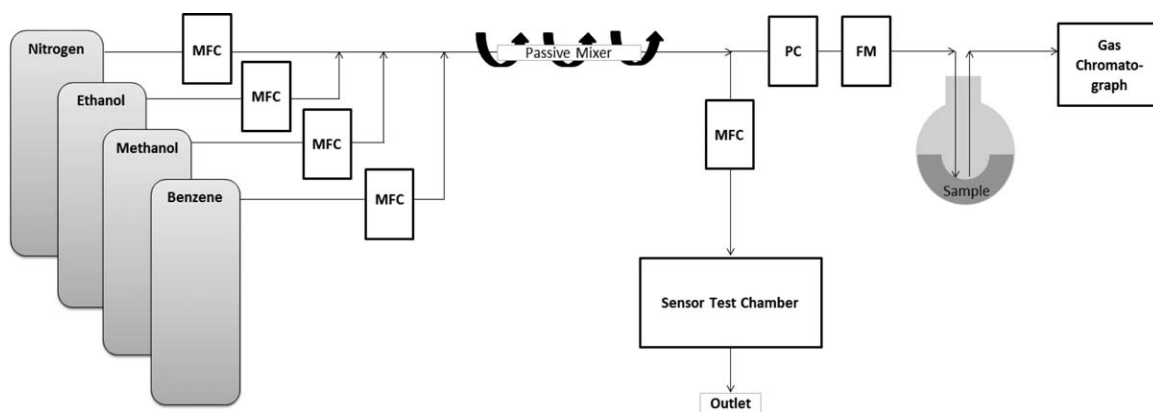 Nitrogen
MFC
Ethanol
MFC
Methanol
MFC
Benzene
MFC
Passive Mixer
PC
FM
Gas
Chromato-
graph
MFC
Sample
Sensor Test Chamber
Outlet